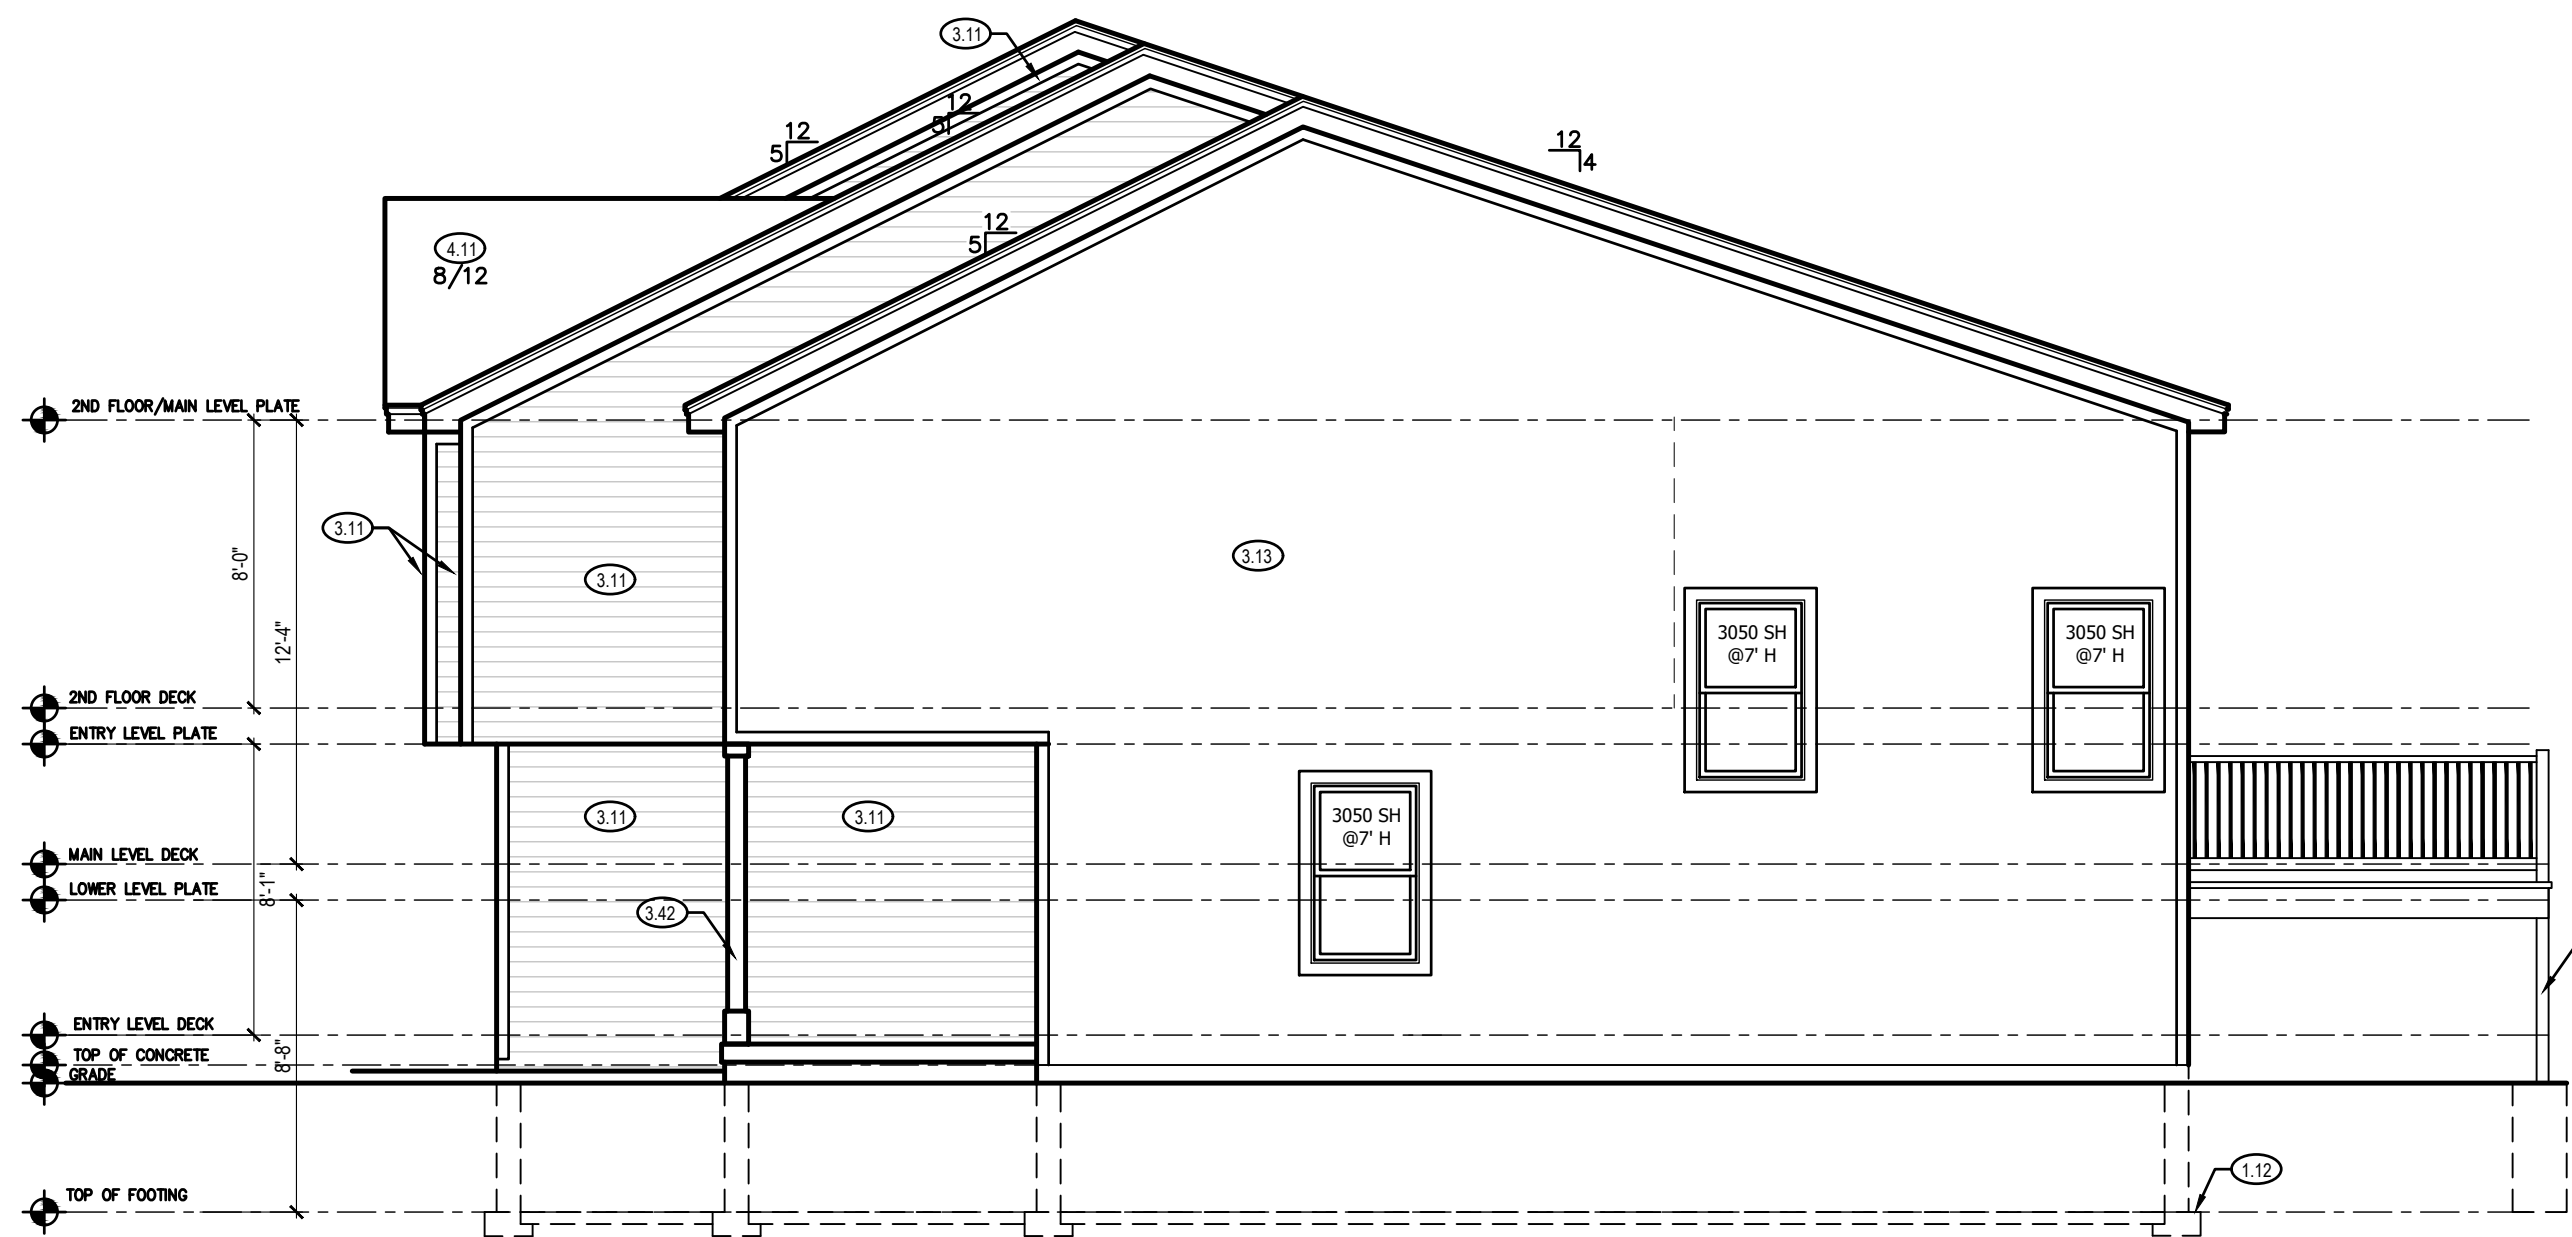 3.11
12
5
12
5
12
4
12
5
4.11
8/12
2ND FLOOR/MAIN LEVEL PLATE
3.11
8'-0"
3.11
3.13
12'-4"
3050 SH
@7' H
3050 SH
@7' H
2ND FLOOR DECK
ENTRY LEVEL PLATE
3.11
3.11
3050 SH
@7' H
MAIN LEVEL DECK
8'-1"
LOWER LEVEL PLATE
3.42
ENTRY LEVEL DECK
TOP OF CONCRETE
8'-8"
GRADE
1.12
TOP OF FOOTING